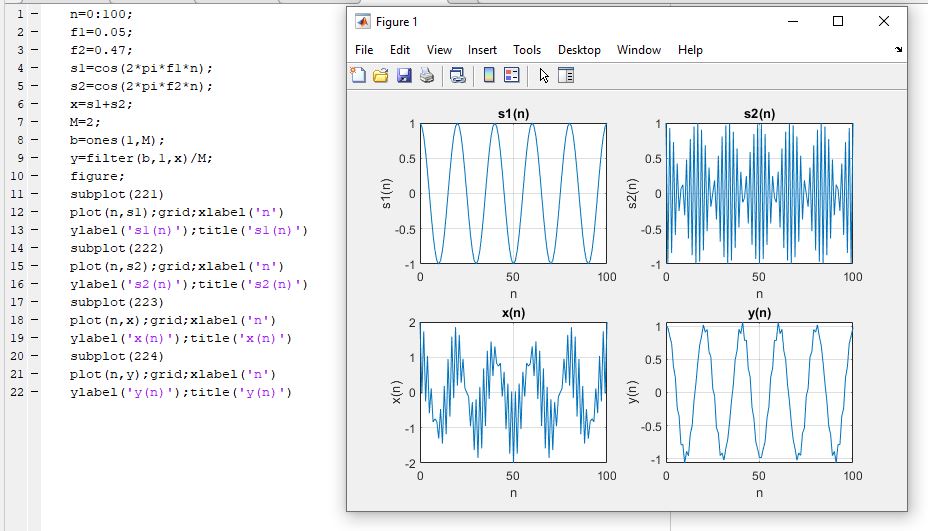 1 – n=0:100;
2 – f1=0.05;
3 – f2=0.47;
4 – s1=cos(2*pi*f1*n);
5 – s2=cos(2*pi*f2*n);
6 – x=s1+s2;
7 – M=2;
8 – b=ones(1,M);
9 – y=filter(b,1,x)/M;
10 – figure;
11 – subplot(221)
12 – plot(n,s1);grid;xlabel('n')
13 – ylabel('s1(n)');title('s1(n)')
14 – subplot(222)
15 – plot(n,s2);grid;xlabel('n')
16 – ylabel('s2(n)');title('s2(n)')
17 – subplot(223)
18 – plot(n,x);grid;xlabel('n')
19 – ylabel('x(n)');title('x(n)')
20 – subplot(224)
21 – plot(n,y);grid;xlabel('n')
22 – ylabel('y(n)');title('y(n)')
Figure 1
File Edit View Insert Tools Desktop Window Help
s1(n)
1
0.5
0
-0.5
-1
s1(n)
0 50 100
n
s2(n)
1
0.5
0
-0.5
-1
s2(n)
0 50 100
n
x(n)
2
1
0
-1
-2
x(n)
0 50 100
n
y(n)
1
0.5
0
-0.5
-1
y(n)
0 50 100
n